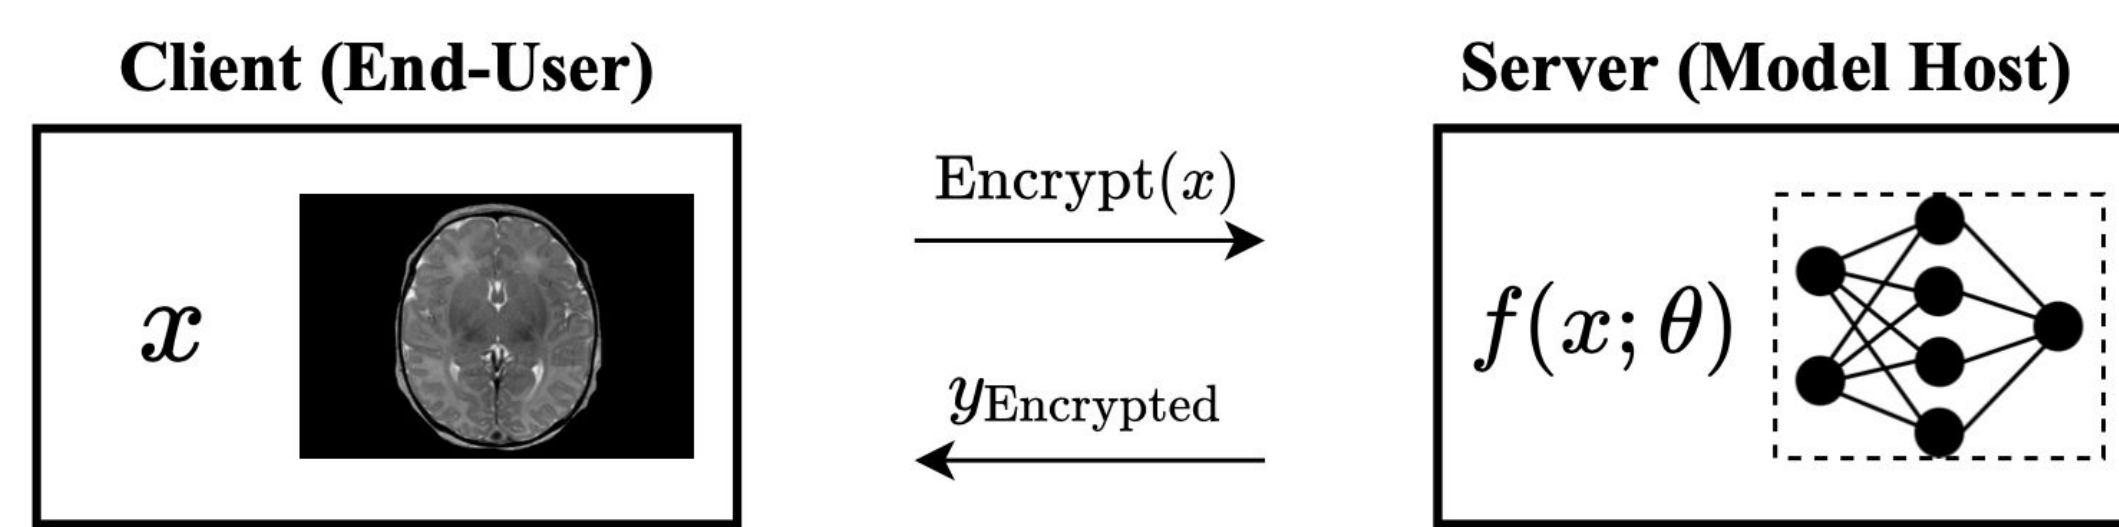 Client (End-User)
Server (Model Host)
x
Encrypt(x)
y_Encrypted
f(x; θ)